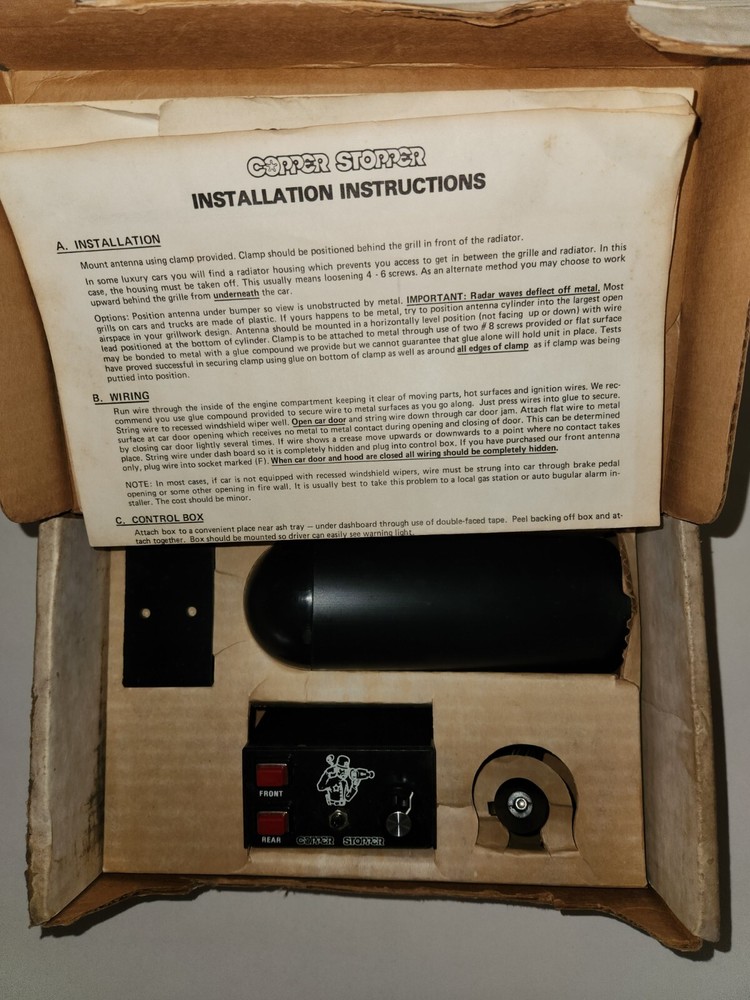 COPPER STOPPER
INSTALLATION INSTRUCTIONS
A. INSTALLATION
Mount antenna using clamp provided. Clamp should be positioned behind the grill in front of the radiator.
In some luxury cars you will find a radiator housing which prevents you access to get in between the grille and radiator. In this
case, the housing must be taken off. This usually means loosening 4 - 6 screws. As an alternate method you may choose to work
upward behind the grille from underneath the car.
Options: Position antenna under bumper so view is unobstructed by metal. IMPORTANT: Radar waves deflect off metal. Most
grills on cars and trucks are made of plastic. If yours happens to be metal, try to position antenna cylinder into the largest open
airspace in your grillwork design. Antenna should be mounted in a horizontally level position (not facing up or down) with wire
lead positioned at the bottom of cylinder. Clamp is to be attached to metal through use of two #8 screws provided or flat surface
may be bonded to metal with a glue compound we provide but we cannot guarantee that glue alone will hold unit in place. Tests
have proved successful in securing clamp using glue on bottom of clamp as well as around all edges of clamp as if clamp was being
puttied into position.
B. WIRING
Run wire through the inside of the engine compartment keeping it clear of moving parts, hot surfaces and ignition wires. We rec-
commend you use glue compound provided to secure wire to metal surfaces as you go along. Just press wires into glue to secure.
String wire to recessed windshield wiper well. Open car door and string wire down through car door jam. Attach flat wire to metal
surface at car door opening which receives no metal to metal contact during opening and closing of door. This can be determined
by closing car door lightly several times. If wire shows a crease move upwards or downwards to a point where no contact takes
place. String wire under dash board so it is completely hidden and plug into control box. If you have purchased our front antenna
only, plug wire into socket marked (F). When car door and hood are closed all wiring should be completely hidden.
NOTE: In most cases, if car is not equipped with recessed windshield wipers, wire must be strung into car through brake pedal
opening or some other opening in fire wall. It is usually best to take this problem to a local gas station or auto bugular alarm in-
staller. The cost should be minor.
C. CONTROL BOX
Attach box to a convenient place near ash tray – under dashboard through use of double-faced tape. Peel backing off box and at-
tach together. Box should be mounted so driver can easily see warning light.
FRONT
REAR
COPPER STOPPER